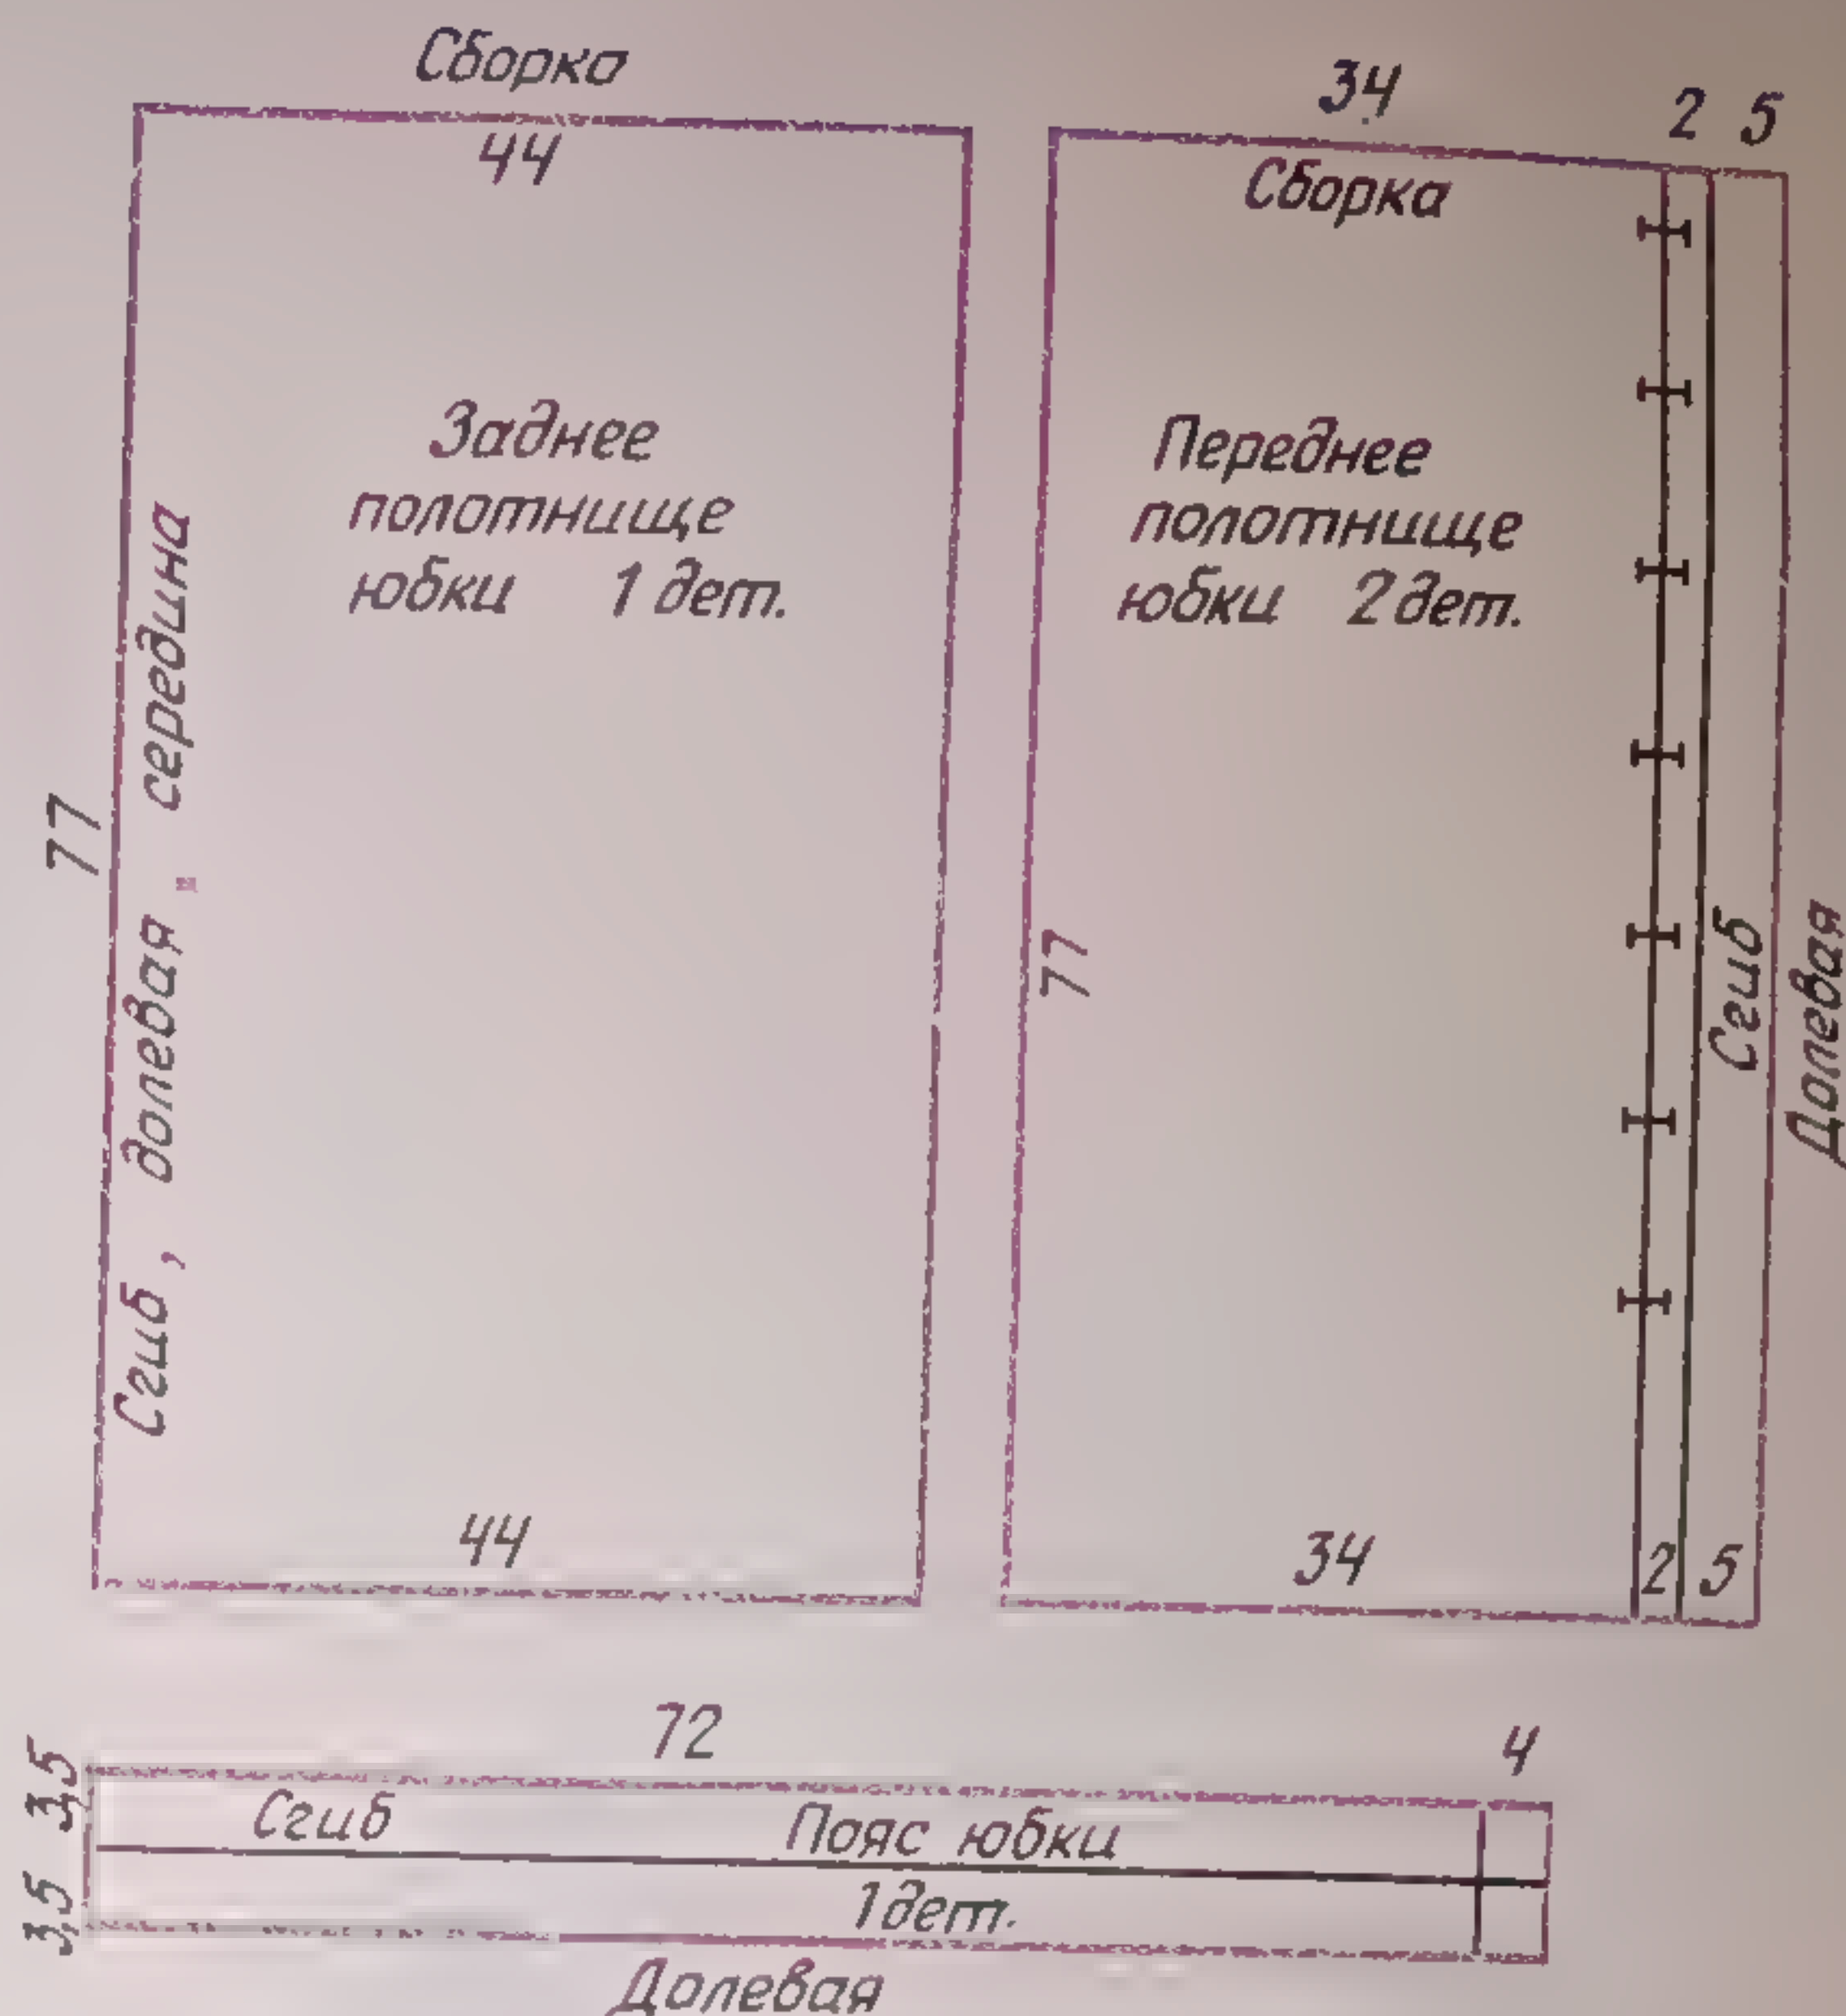 Сборка
44
Заднее
полотнище
юбки 1 дет.
77
Сгиб, долевая, середина
44
34 2 5
Сборка
Переднее
полотнище
юбки 2 дет.
77
Сгиб
Долевая
34 2 5
72 4
3,5
Сгиб Пояс юбки
3,5
1 дет.
Долевая